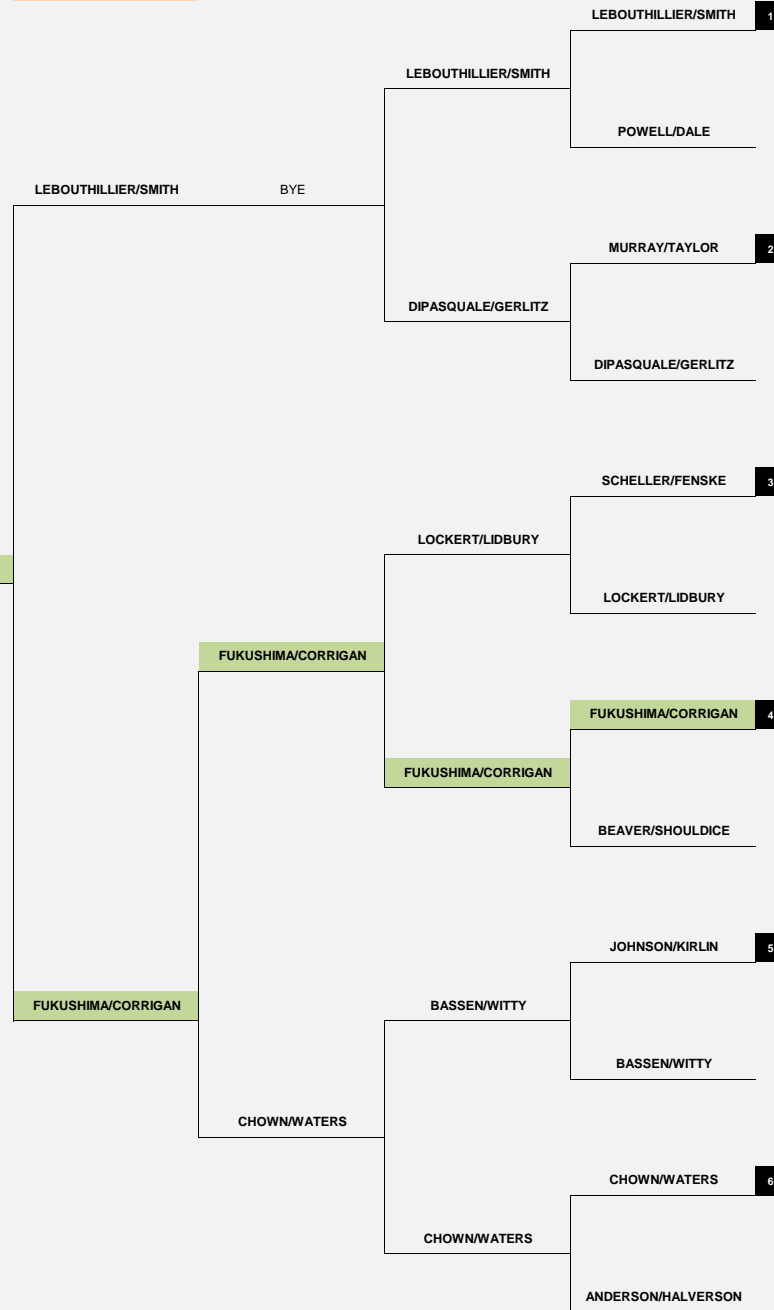 LEBOUTHILLIER/SMITH 1
LEBOUTHILLIER/SMITH
POWELL/DALE
LEBOUTHILLIER/SMITH BYE
MURRAY/TAYLOR 2
DIPASQUALE/GERLITZ
DIPASQUALE/GERLITZ
SCHELLER/FENSKE 3
LOCKERT/LIDBURY
LOCKERT/LIDBURY
FUKUSHIMA/CORRIGAN
FUKUSHIMA/CORRIGAN 4
FUKUSHIMA/CORRIGAN
BEAVER/SHOULDICE
JOHNSON/KIRLIN 5
FUKUSHIMA/CORRIGAN BASSEN/WITTY
BASSEN/WITTY
CHOWN/WATERS
CHOWN/WATERS 6
CHOWN/WATERS
ANDERSON/HALVERSON